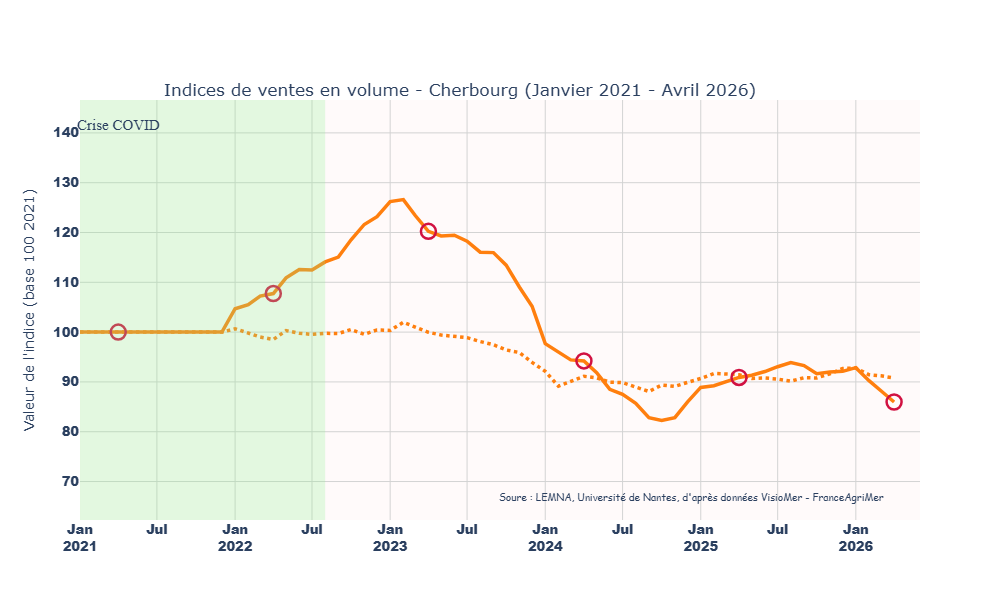 Indices de ventes en volume - Cherbourg (Janvier 2021 - Avril 2026)
Crise COVID
Valeur de l'indice (base 100 2021)
140
130
120
110
100
90
80
70
Soure : LEMNA, Université de Nantes, d'après données VisioMer - FranceAgriMer
Jan Jul Jan Jul Jan Jul Jan Jul Jan Jul Jan
2021 2022 2023 2024 2025 2026